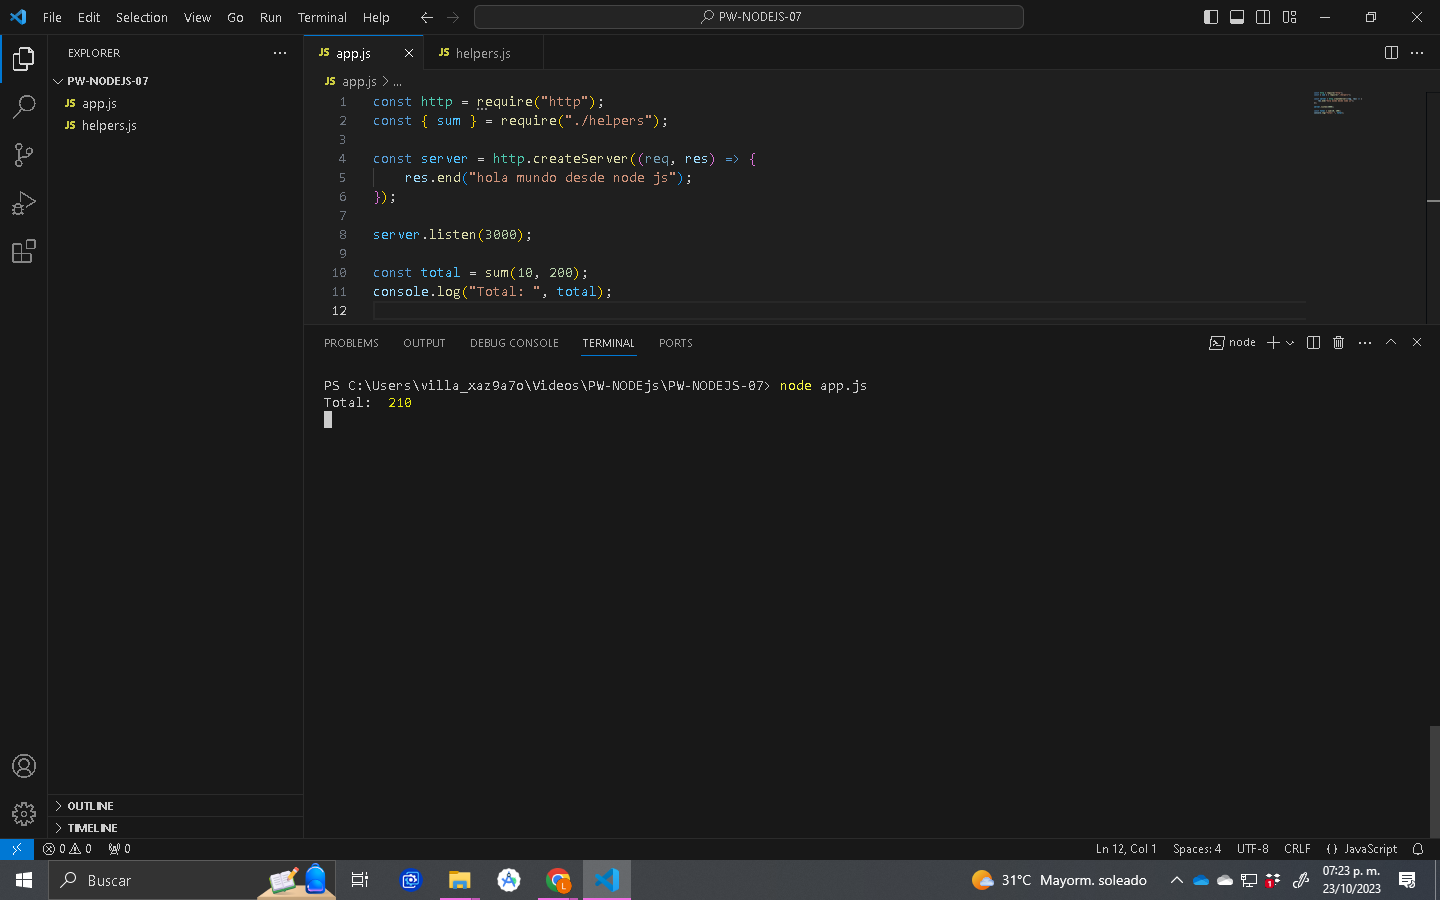 File Edit Selection View Go Run Terminal Help
PW-NODEJS-07
EXPLORER
PW-NODEJS-07
JS app.js
JS helpers.js
JS app.js
JS helpers.js
JS app.js > ...
1 const http = require("http");
2 const { sum } = require("./helpers");
3
4 const server = http.createServer((req, res) => {
5 res.end("hola mundo desde node js");
6 });
7
8 server.listen(3000);
9
10 const total = sum(10, 200);
11 console.log("Total: ", total);
12
PROBLEMS OUTPUT DEBUG CONSOLE TERMINAL PORTS
node
PS C:\Users\villa_xaz9a7o\Videos\PW-NODEjs\PW-NODEJS-07> node app.js
Total:  210
OUTLINE
TIMELINE
0 0 0
Ln 12, Col 1 Spaces: 4 UTF-8 CRLF {} JavaScript
Buscar
L
31°C Mayorm. soleado
1
07:23 p. m.
23/10/2023